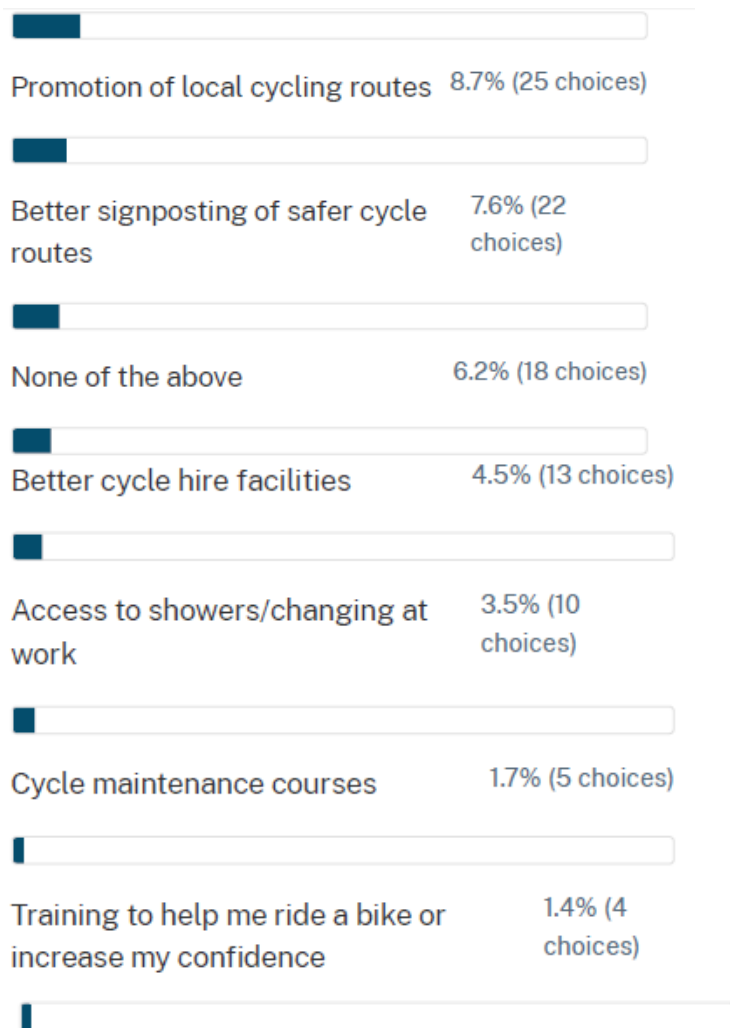 Promotion of local cycling routes 8.7% (25 choices)
Better signposting of safer cycle 7.6% (22
routes choices)
None of the above 6.2% (18 choices)
Better cycle hire facilities 4.5% (13 choices)
Access to showers/changing at 3.5% (10
work choices)
Cycle maintenance courses 1.7% (5 choices)
Training to help me ride a bike or 1.4% (4
increase my confidence choices)